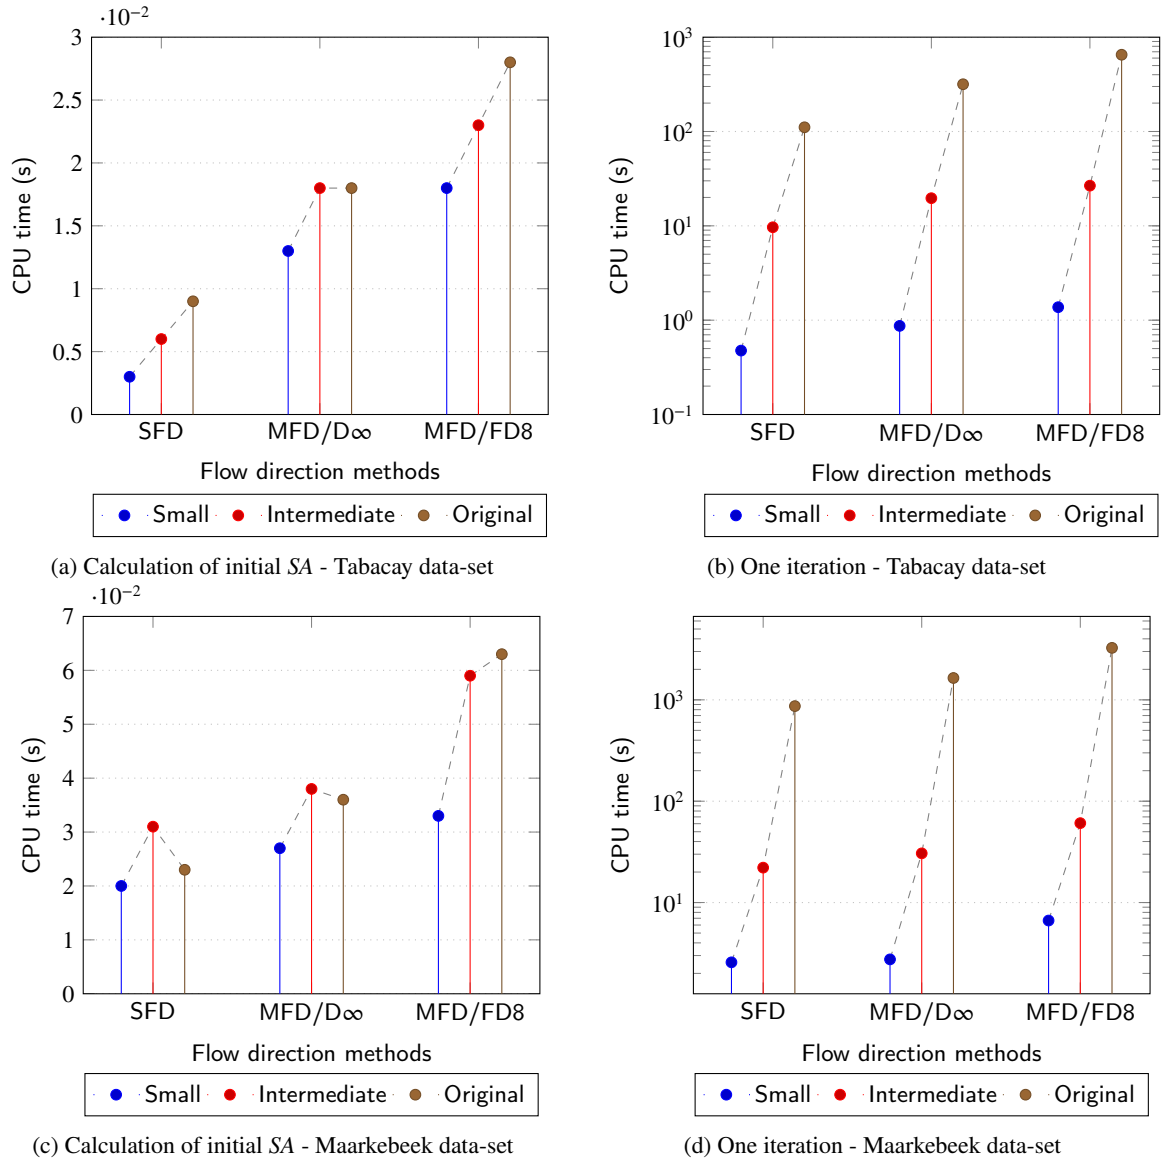 ·10⁻²
3
2.5
2
1.5
1
0.5
0
CPU time (s)
SFD MFD/D∞ MFD/FD8
Flow direction methods
Small Intermediate Original
(a) Calculation of initial SA - Tabacay data-set
10³
10²
10¹
10⁰
10⁻¹
CPU time (s)
SFD MFD/D∞ MFD/FD8
Flow direction methods
Small Intermediate Original
(b) One iteration - Tabacay data-set
·10⁻²
7
6
5
4
3
2
1
0
CPU time (s)
SFD MFD/D∞ MFD/FD8
Flow direction methods
Small Intermediate Original
(c) Calculation of initial SA - Maarkebeek data-set
10³
10²
10¹
CPU time (s)
SFD MFD/D∞ MFD/FD8
Flow direction methods
Small Intermediate Original
(d) One iteration - Maarkebeek data-set